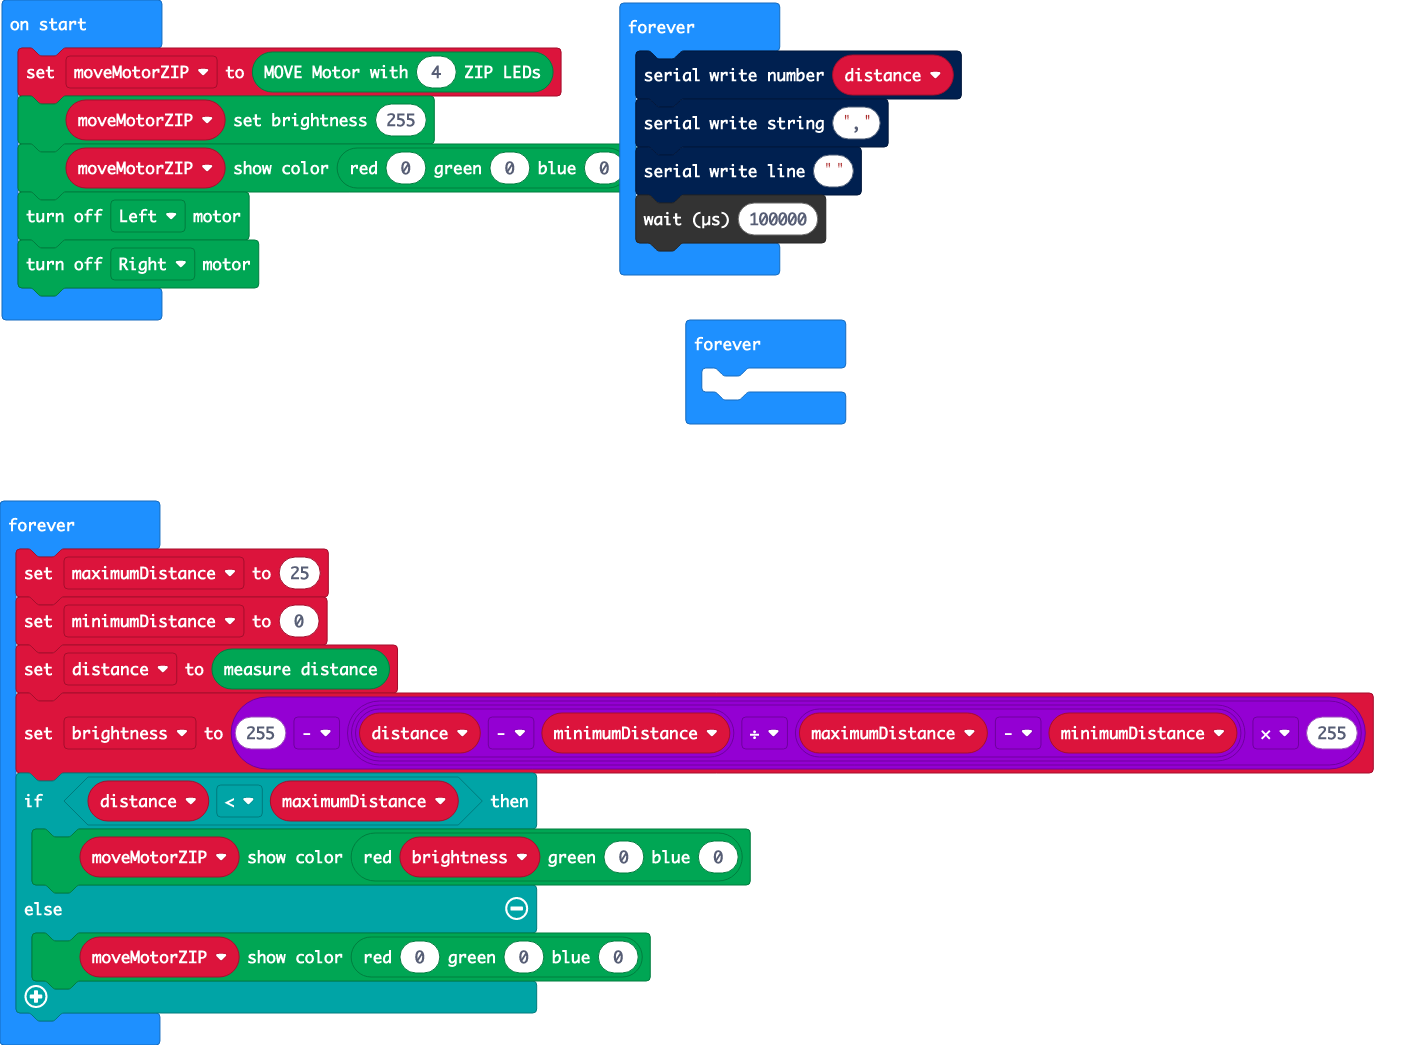 on start
set moveMotorZIP to MOVE Motor with 4 ZIP LEDs
moveMotorZIP set brightness 255
moveMotorZIP show color red 0 green 0 blue 0
turn off Left motor
turn off Right motor
forever
serial write number distance
serial write string ","
serial write line ""
wait (µs) 100000
forever
forever
set maximumDistance to 25
set minimumDistance to 0
set distance to measure distance
set brightness to 255 - distance - minimumDistance ÷ maximumDistance - minimumDistance × 255
if distance < maximumDistance then
moveMotorZIP show color red brightness green 0 blue 0
else
moveMotorZIP show color red 0 green 0 blue 0